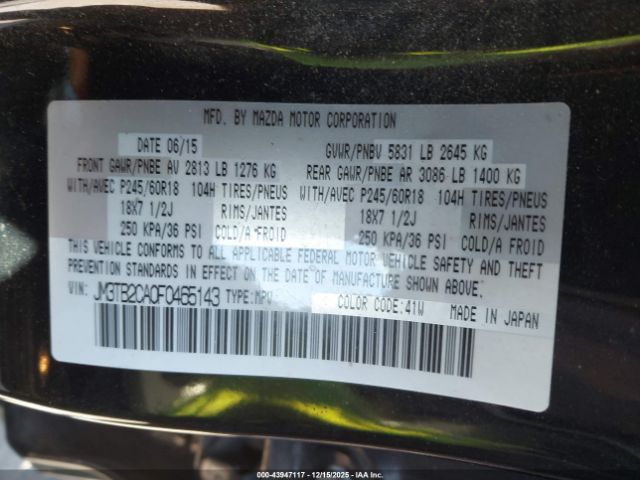 MFD. BY MAZDA MOTOR CORPORATION
DATE 06/15 GVWR/PNBV 5831 LB 2645 KG
FRONT GAWR/PNBE AV 2813 LB 1276 KG REAR GAWR/PNBE AR 3086 LB 1400 KG
WITH/AVEC P245/60R18 104H TIRES/PNEUS WITH/AVEC P245/60R18 104H TIRES/PNEUS
18X7 1/2J RIMS/JANTES 18X7 1/2J RIMS/JANTES
250 KPA/36 PSI COLD/A FROID 250 KPA/36 PSI COLD/A FROID
THIS VEHICLE CONFORMS TO ALL APPLICABLE FEDERAL MOTOR VEHICLE SAFETY AND THEFT
PREVENTION STANDARDS IN EFFECT ON THE DATE OF MANUFACTURE SHOWN ABOVE.
VIN: JM3TB2CA0F0465143 TYPE:MPV COLOR CODE:41W MADE IN JAPAN
IAA
© -- 43947117 -- 12/15/2025 -- IAA Inc.